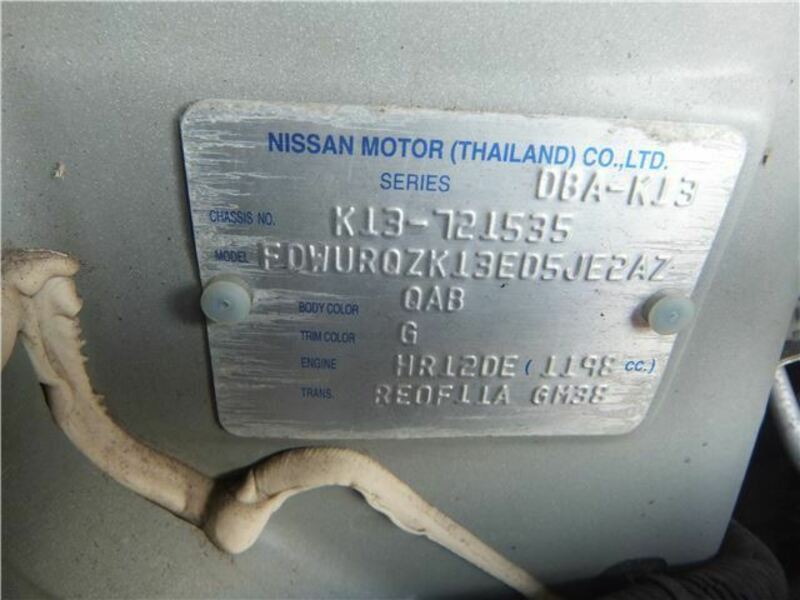 NISSAN MOTOR (THAILAND) CO.,LTD.
SERIES DBA-K13
CHASSIS NO. K13-721535
MODEL FDWURQZK13ED5JE2AZ
BODY COLOR QAB
TRIM COLOR G
ENGINE HR12DE (1198 CC.)
TRANS. RE0F11A GM38